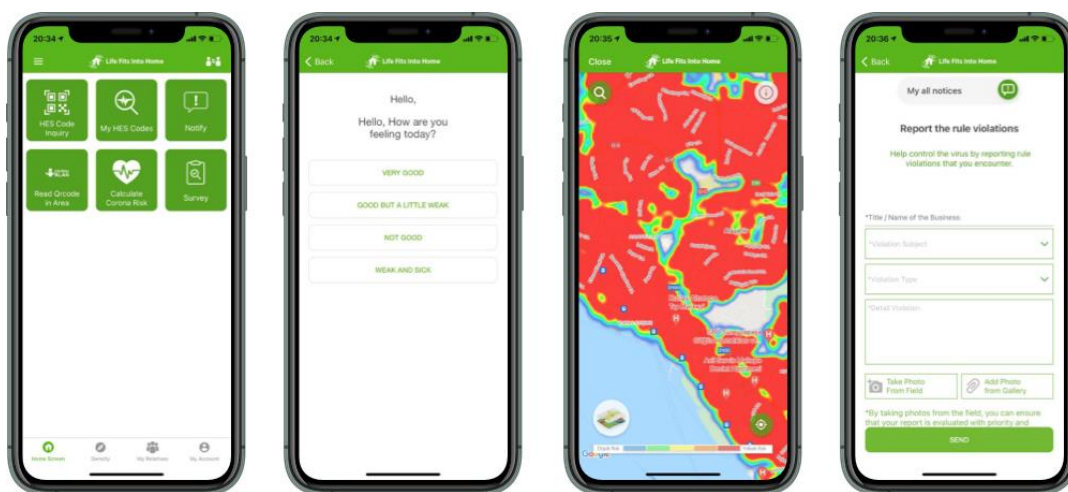 20:34
Life Fits Into Home
HES Code
Inquiry
My HES Codes
Notify
Read Qrcode
in Area
Calculate
Corona Risk
Survey
Home Screen
Density
My Relatives
My Account
20:34
Back
Life Fits Into Home
Hello,
Hello, How are you
feeling today?
VERY GOOD
GOOD BUT A LITTLE WEAK
NOT GOOD
WEAK AND SICK
20:35
Close
Life Fits Into Home
Düşük Risk
Yüksek Risk
Google
20:36
Back
Life Fits Into Home
My all notices
Report the rule violations
Help control the virus by reporting rule
violations that you encounter.
*Title / Name of the Business:
*Violation Subject
*Violation Type
*Detail Violation:
Take Photo
From Field
Add Photo
from Gallery
*By taking photos from the field, you can ensure
that your report is evaluated with priority and
SEND